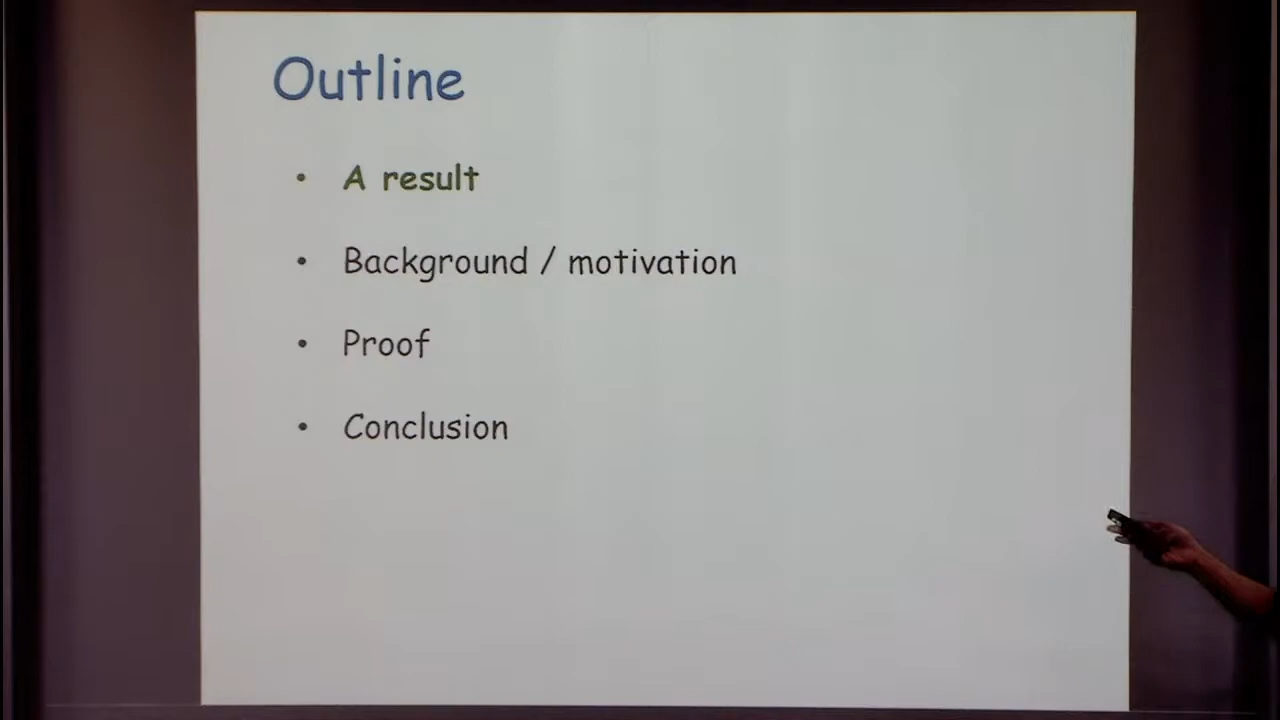 Outline
• A result
• Background / motivation
• Proof
• Conclusion